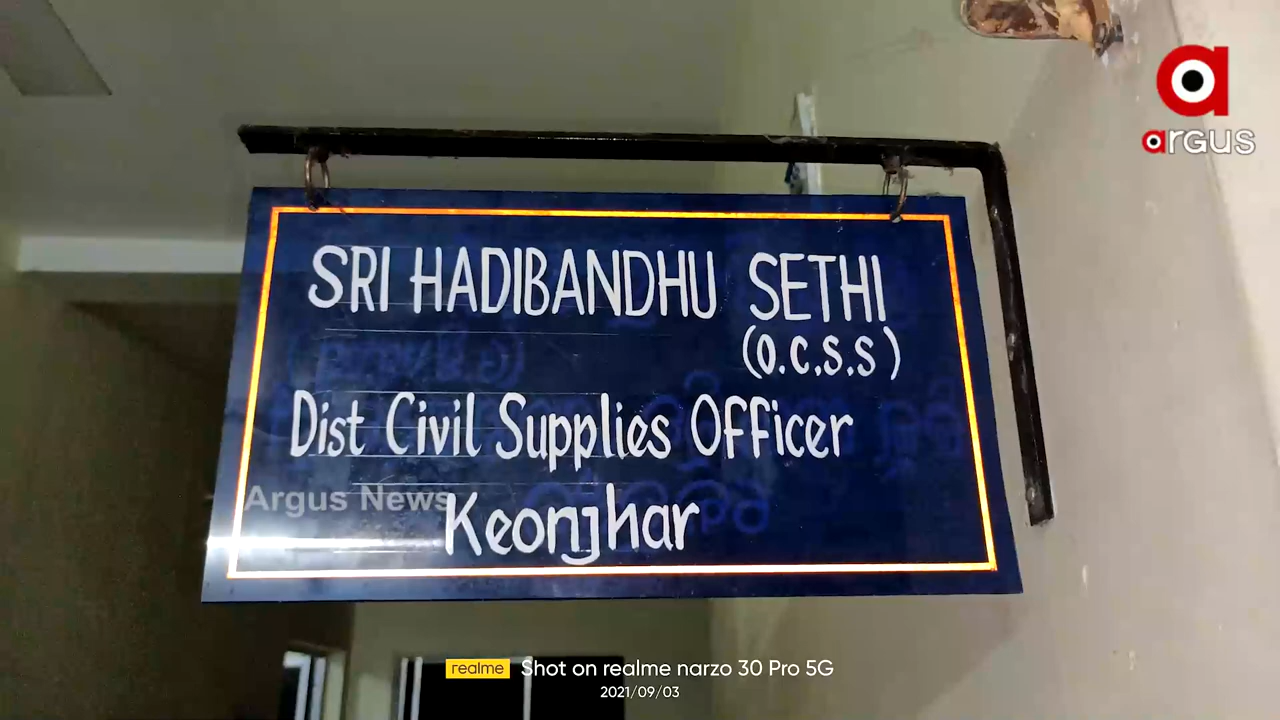 argus
SRI HADIBANDHU SETHI
(O.C.S.S)
Dist Civil Supplies Officer
Argus News
Keonjhar
realme Shot on realme narzo 30 Pro 5G
2021/09/03